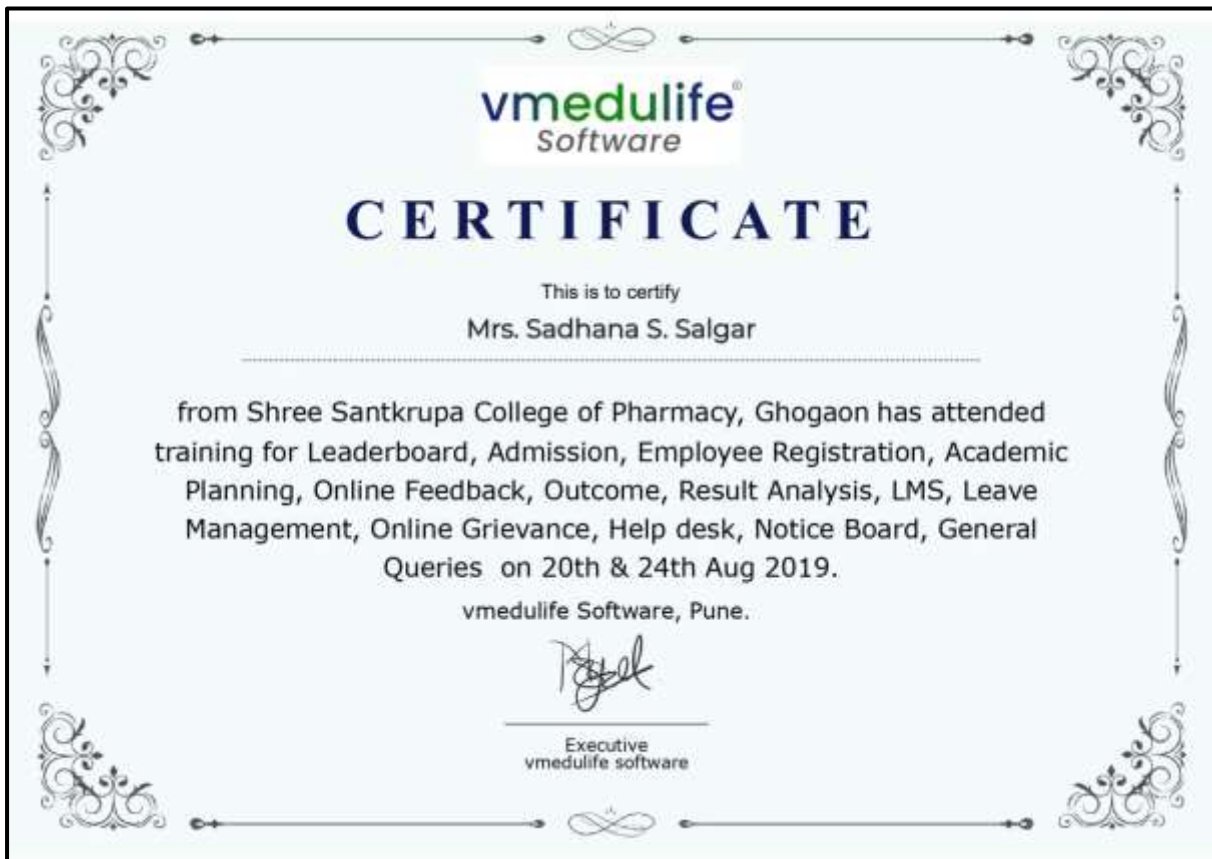 vmedulife®
Software
CERTIFICATE
This is to certify
Mrs. Sadhana S. Salgar
from Shree Santkrupa College of Pharmacy, Ghogaon has attended
training for Leaderboard, Admission, Employee Registration, Academic
Planning, Online Feedback, Outcome, Result Analysis, LMS, Leave
Management, Online Grievance, Help desk, Notice Board, General
Queries on 20th & 24th Aug 2019.
vmedulife Software, Pune.
Executive
vmedulife software